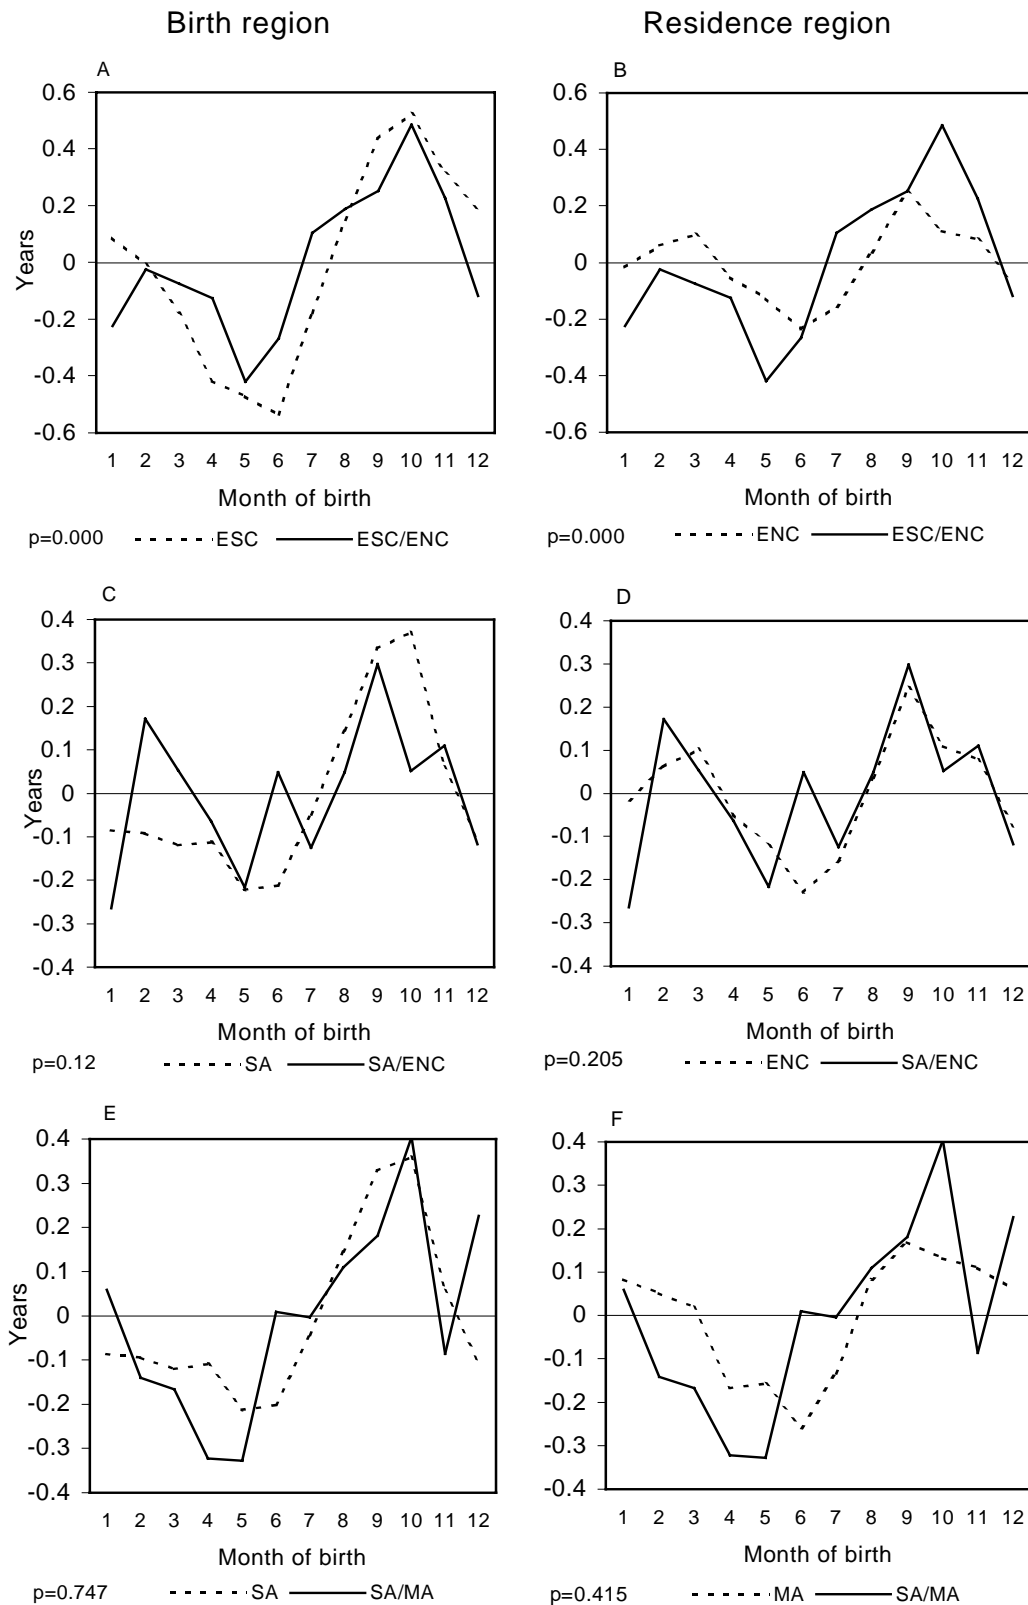 Birth region
Residence region
A
0.6
0.4
0.2
0
-0.2
-0.4
-0.6
Years
1 2 3 4 5 6 7 8 9 10 11 12
Month of birth
p=0.000 ESC ESC/ENC
B
0.6
0.4
0.2
0
-0.2
-0.4
-0.6
1 2 3 4 5 6 7 8 9 10 11 12
Month of birth
p=0.000 ENC ESC/ENC
C
0.4
0.3
0.2
0.1
0
-0.1
-0.2
-0.3
-0.4
Years
1 2 3 4 5 6 7 8 9 10 11 12
Month of birth
p=0.12 SA SA/ENC
D
0.4
0.3
0.2
0.1
0
-0.1
-0.2
-0.3
-0.4
1 2 3 4 5 6 7 8 9 10 11 12
Month of birth
p=0.205 ENC SA/ENC
E
0.4
0.3
0.2
0.1
0
-0.1
-0.2
-0.3
-0.4
Years
1 2 3 4 5 6 7 8 9 10 11 12
Month of birth
p=0.747 SA SA/MA
F
0.4
0.3
0.2
0.1
0
-0.1
-0.2
-0.3
-0.4
1 2 3 4 5 6 7 8 9 10 11 12
Month of birth
p=0.415 MA SA/MA